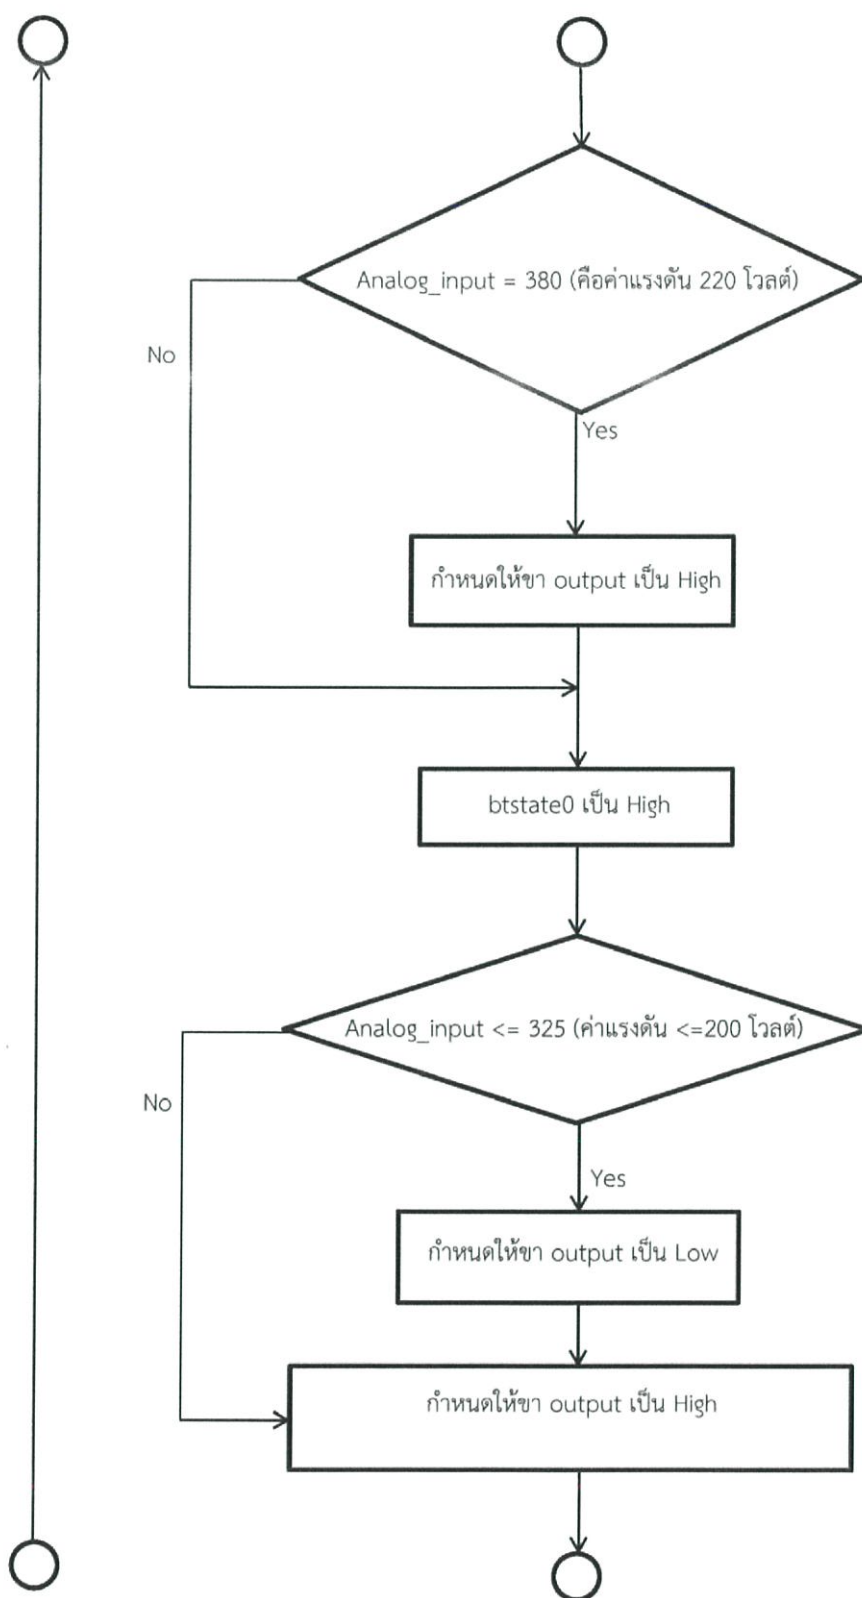 Analog_input = 380 (คือค่าแรงดัน 220 โวลต์)
No
Yes
กำหนดให้ขา output เป็น High
btstate0 เป็น High
Analog_input <= 325 (ค่าแรงดัน <=200 โวลต์)
No
Yes
กำหนดให้ขา output เป็น Low
กำหนดให้ขา output เป็น High